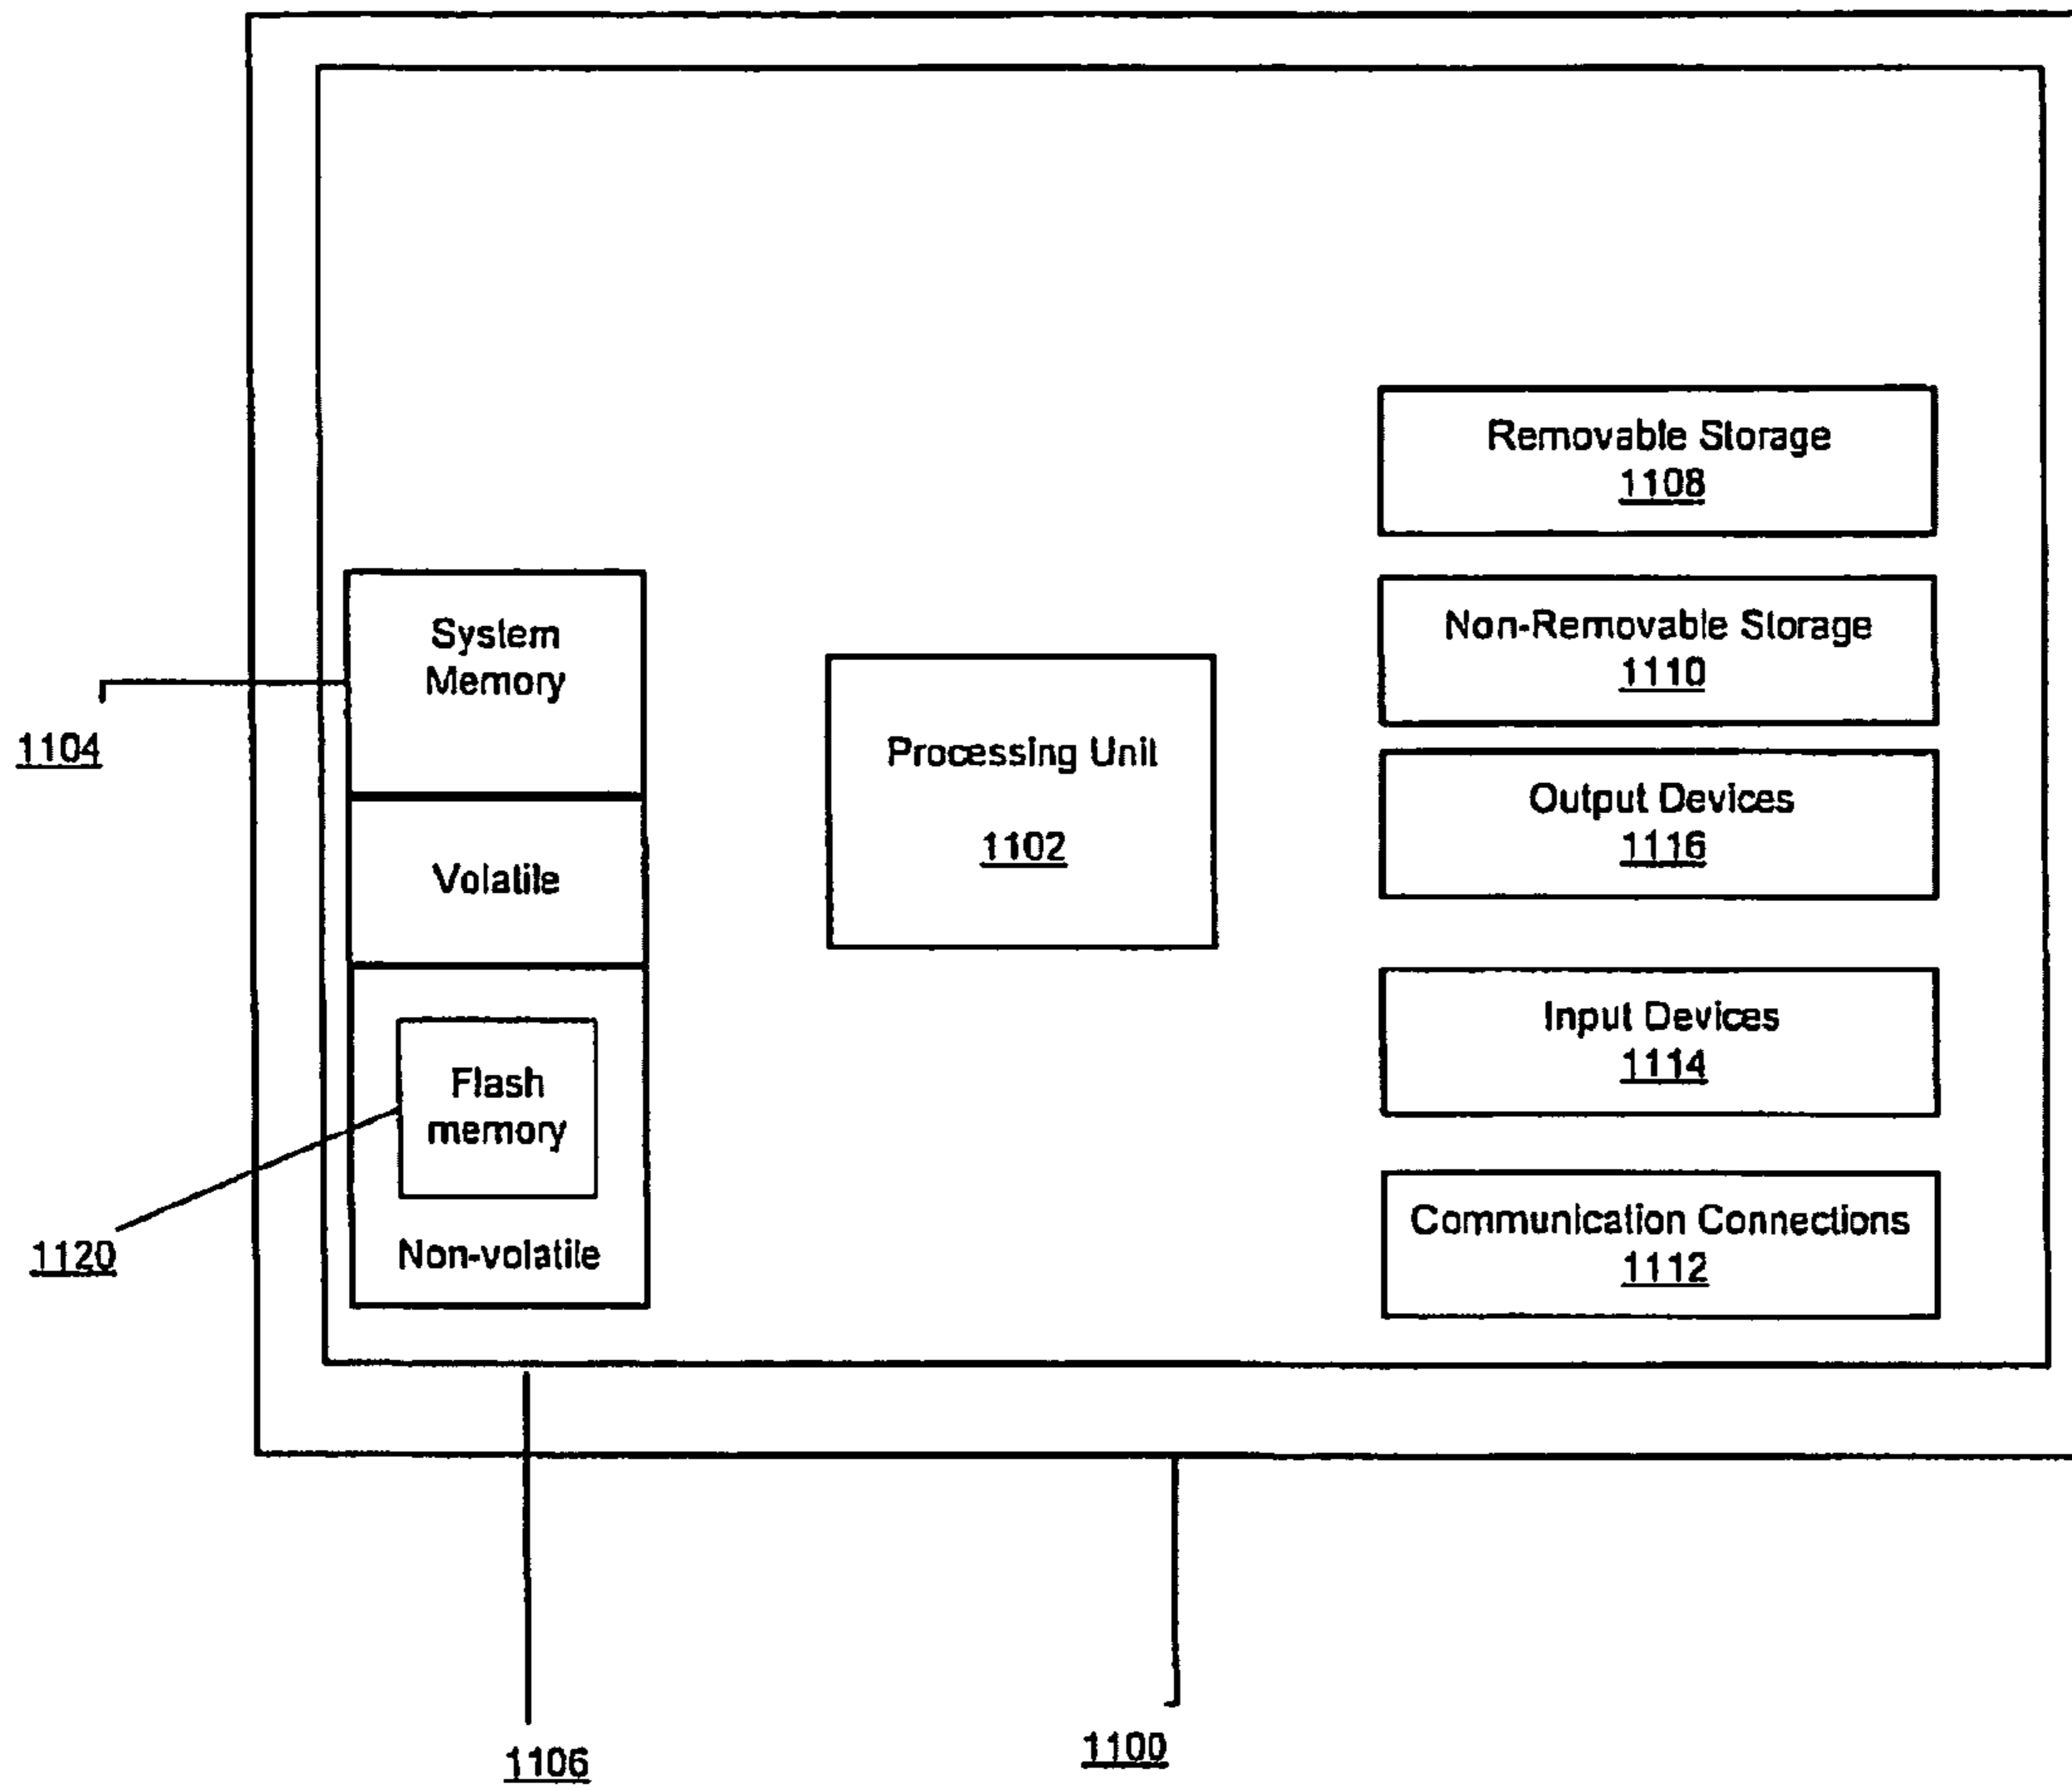 Removable Storage
1108
System
Memory
Non-Removable Storage
1110
1104
Processing Unit
1102
Output Devices
1116
Volatile
Input Devices
1114
Flash
memory
1120
Non-volatile
Communication Connections
1112
1106
1100